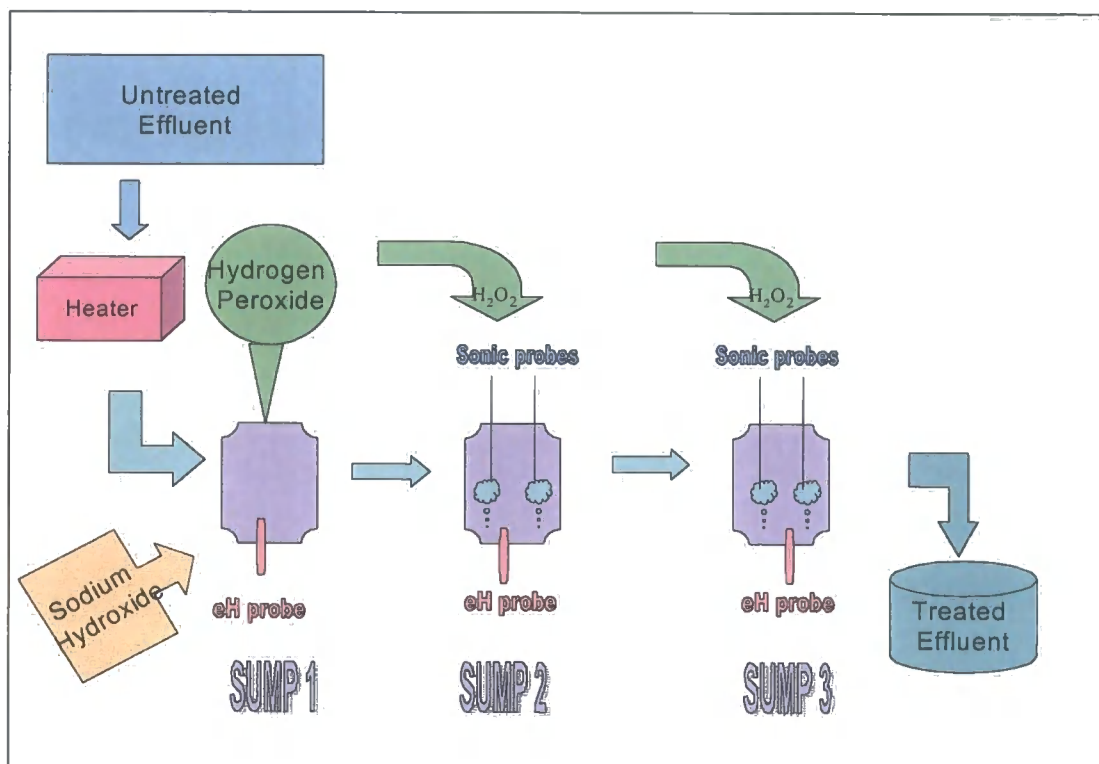 Untreated
Effluent
Heater
Hydrogen
Peroxide
H₂O₂
H₂O₂
Sonic probes
Sonic probes
Sodium
Hydroxide
eH probe
eH probe
eH probe
Treated
Effluent
SUMP 1
SUMP 2
SUMP 3